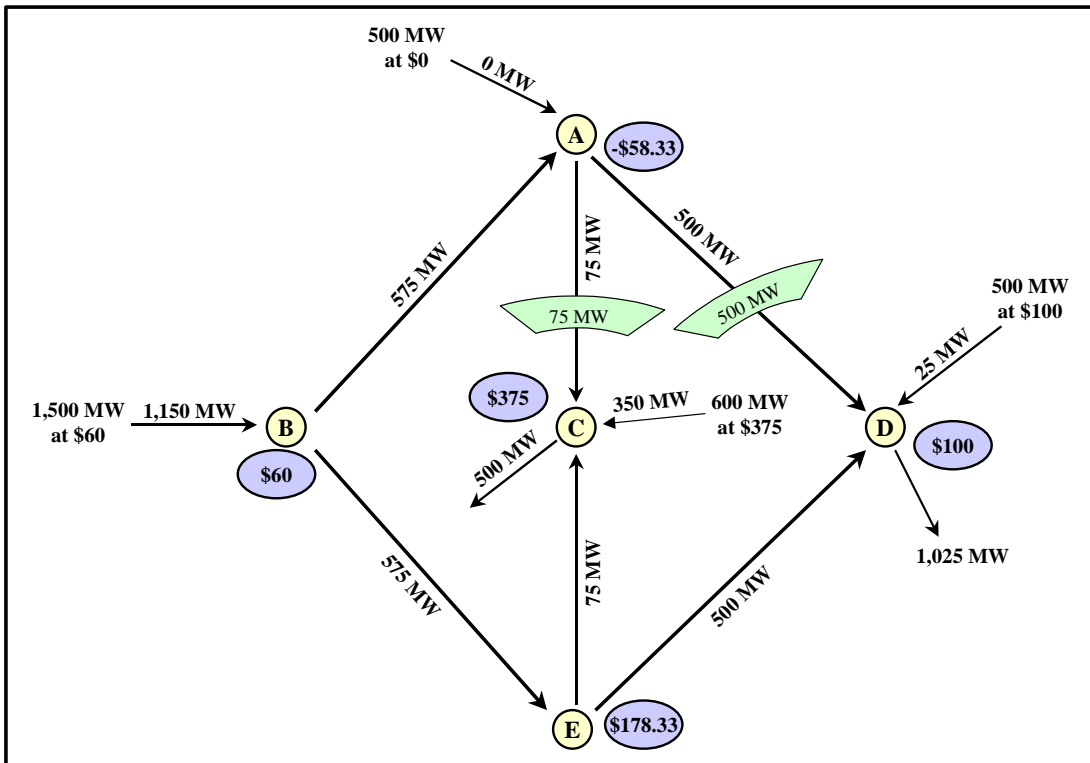 500 MW
at $0
0 MW
A
-$58.33
575 MW
75 MW
500 MW
75 MW
500 MW
500 MW
at $100
25 MW
1,500 MW
at $60
1,150 MW
B
$60
$375
C
350 MW
600 MW
at $375
500 MW
D
$100
1,025 MW
575 MW
75 MW
500 MW
E
$178.33